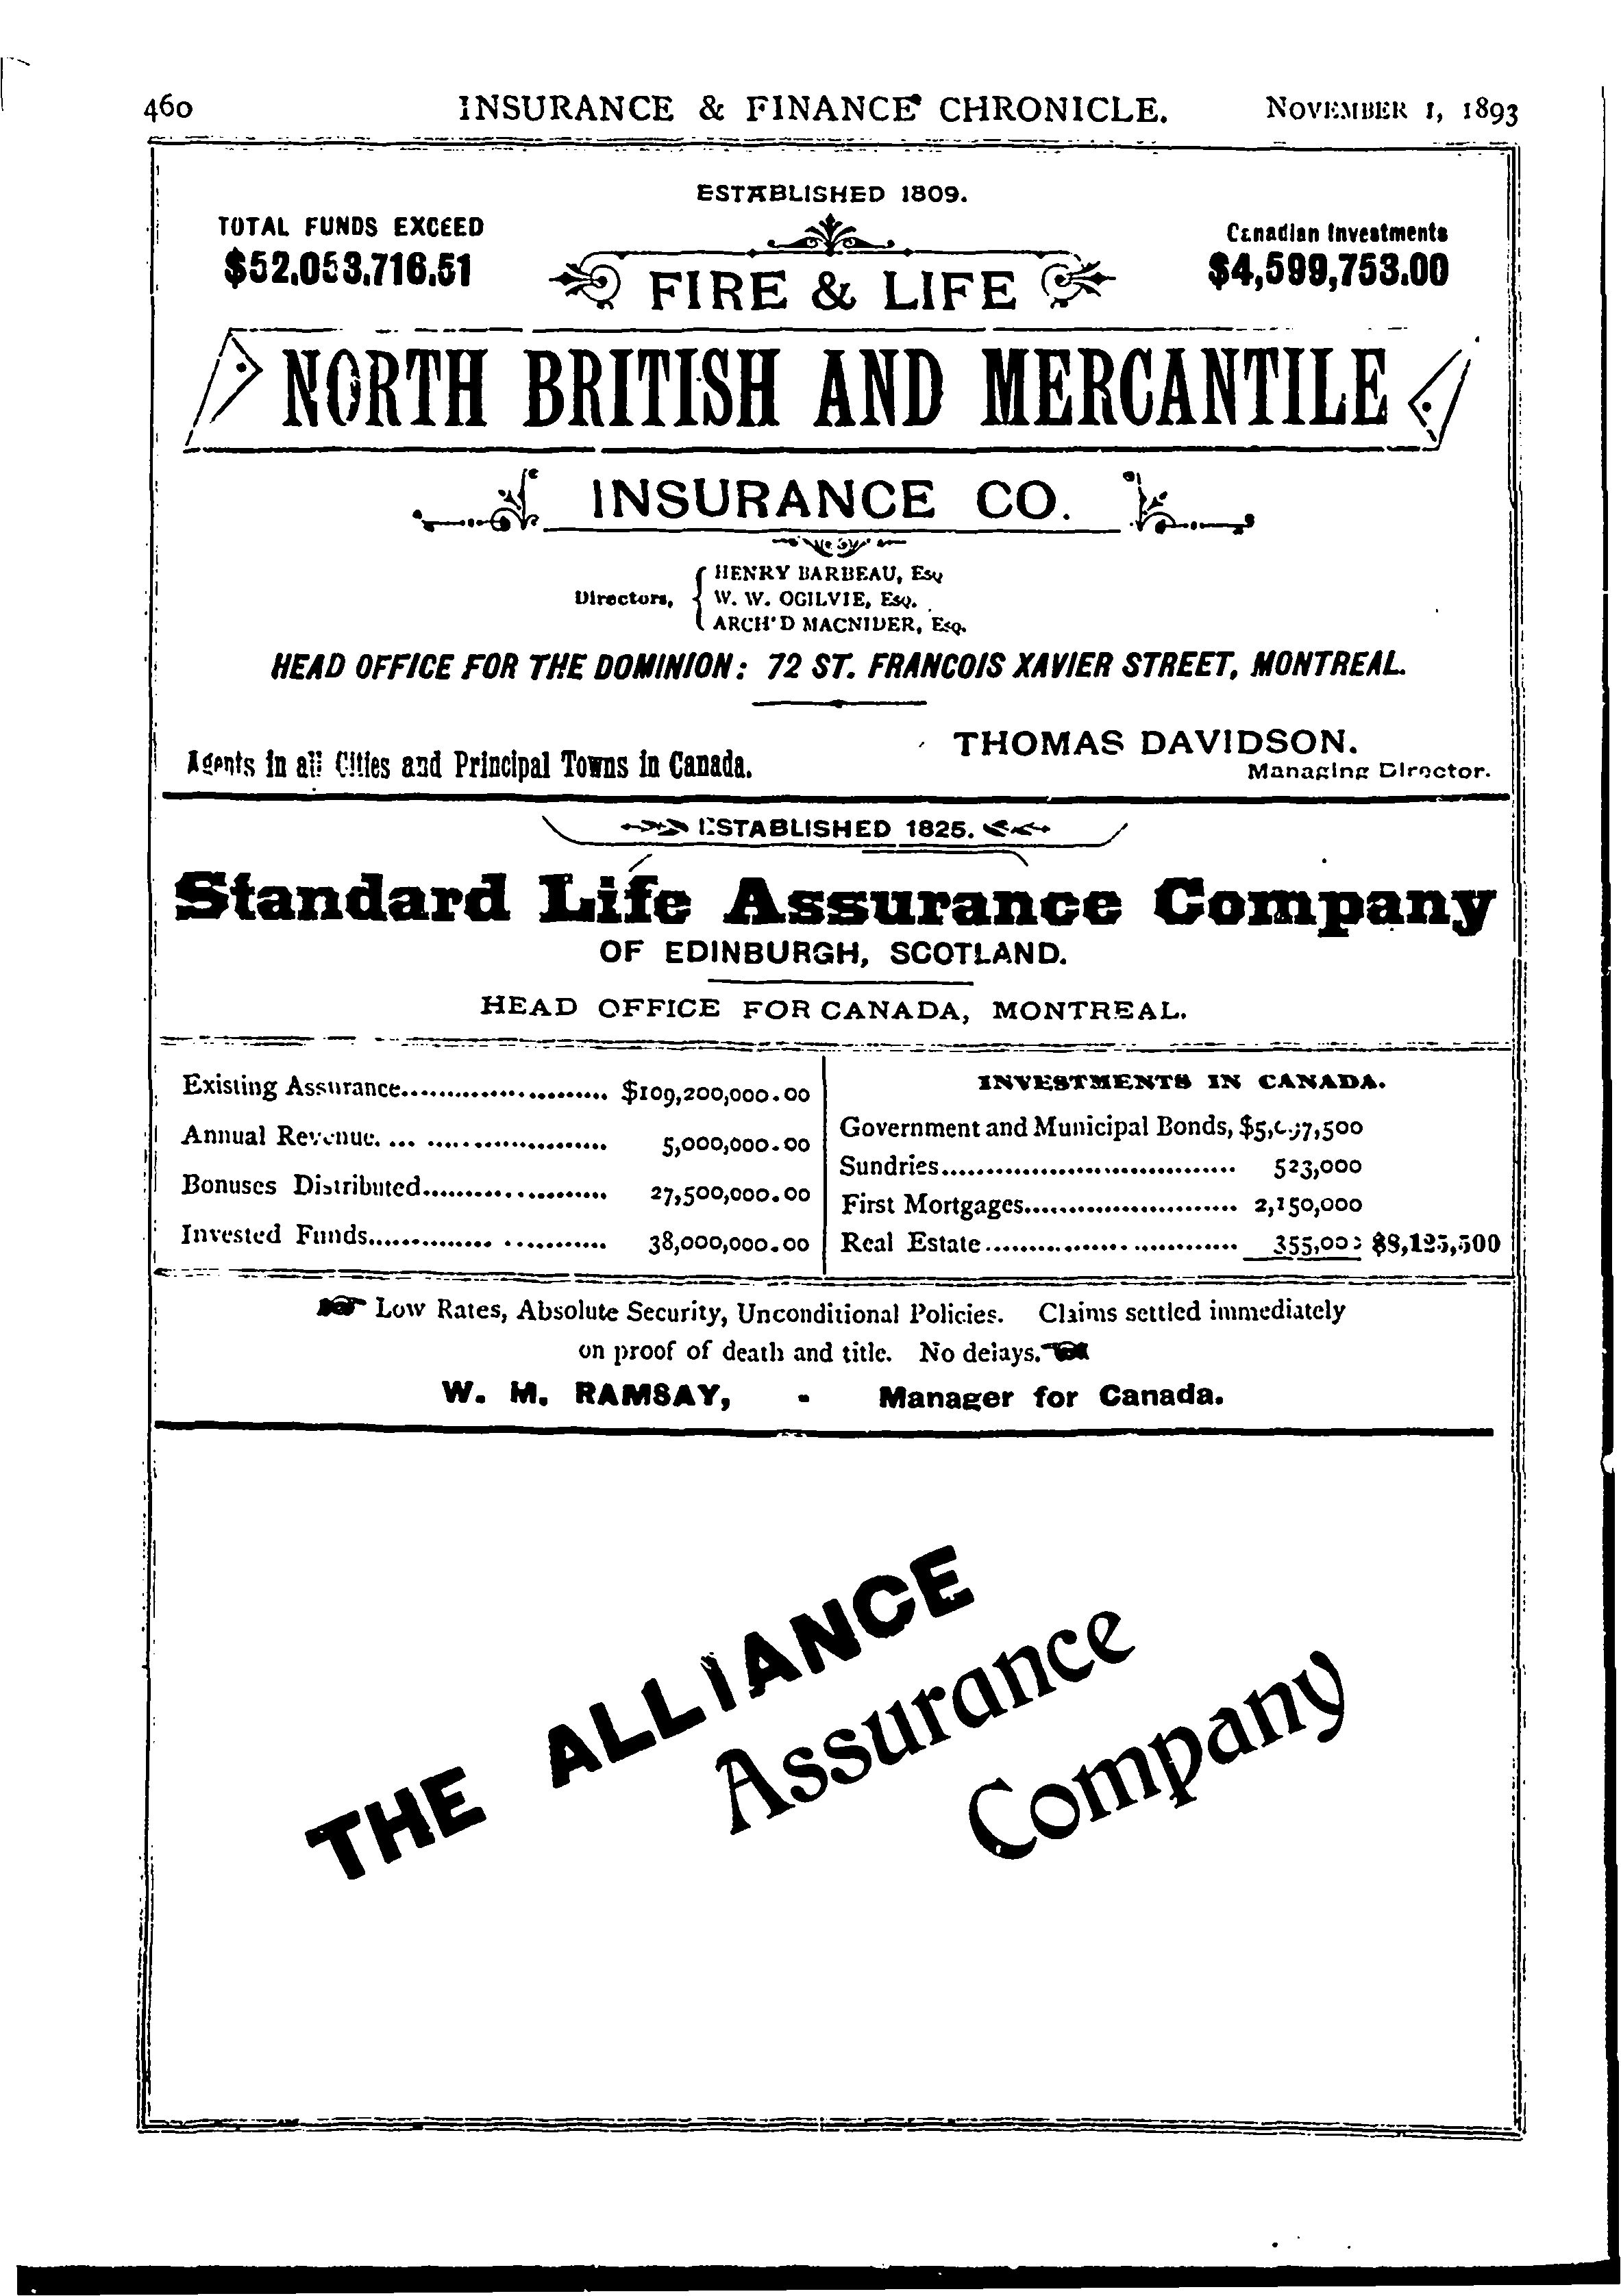 460 INSURANCE & FINANCE CHRONICLE. NOVEMBER 1, 1893
ESTABLISHED 1809.
TOTAL FUNDS EXCEED
$52,053,716.51
Canadian Investments
$4,599,753.00
FIRE & LIFE
NORTH BRITISH AND MERCANTILE
INSURANCE CO.
Directors,
HENRY BARBEAU, Esq
W. W. OGILVIE, Esq.
ARCH'D MACNIDER, Esq.
HEAD OFFICE FOR THE DOMINION: 72 ST. FRANCOIS XAVIER STREET, MONTREAL.
Agents in all Cities and Principal Towns in Canada.
THOMAS DAVIDSON.
Managing Director.
ESTABLISHED 1825.
Standard Life Assurance Company
OF EDINBURGH, SCOTLAND.
HEAD OFFICE FOR CANADA, MONTREAL.
Existing Assurance........................ $109,200,000.00
Annual Revenue. ... ..................... 5,000,000.00
Bonuses Distributed..................... 27,500,000.00
Invested Funds.............. ............ 38,000,000.00
INVESTMENTS IN CANADA.
Government and Municipal Bonds,
Sundries.................................. 523,000
First Mortgages......................... 2,150,000
Real Estate................ ............ 355,000 $8,125,500
Low Rates, Absolute Security, Unconditional Policies. Claims settled immediately
on proof of death and title. No delays.
W. M. RAMSAY, - Manager for Canada.
THE ALLIANCE
Assurance
Company